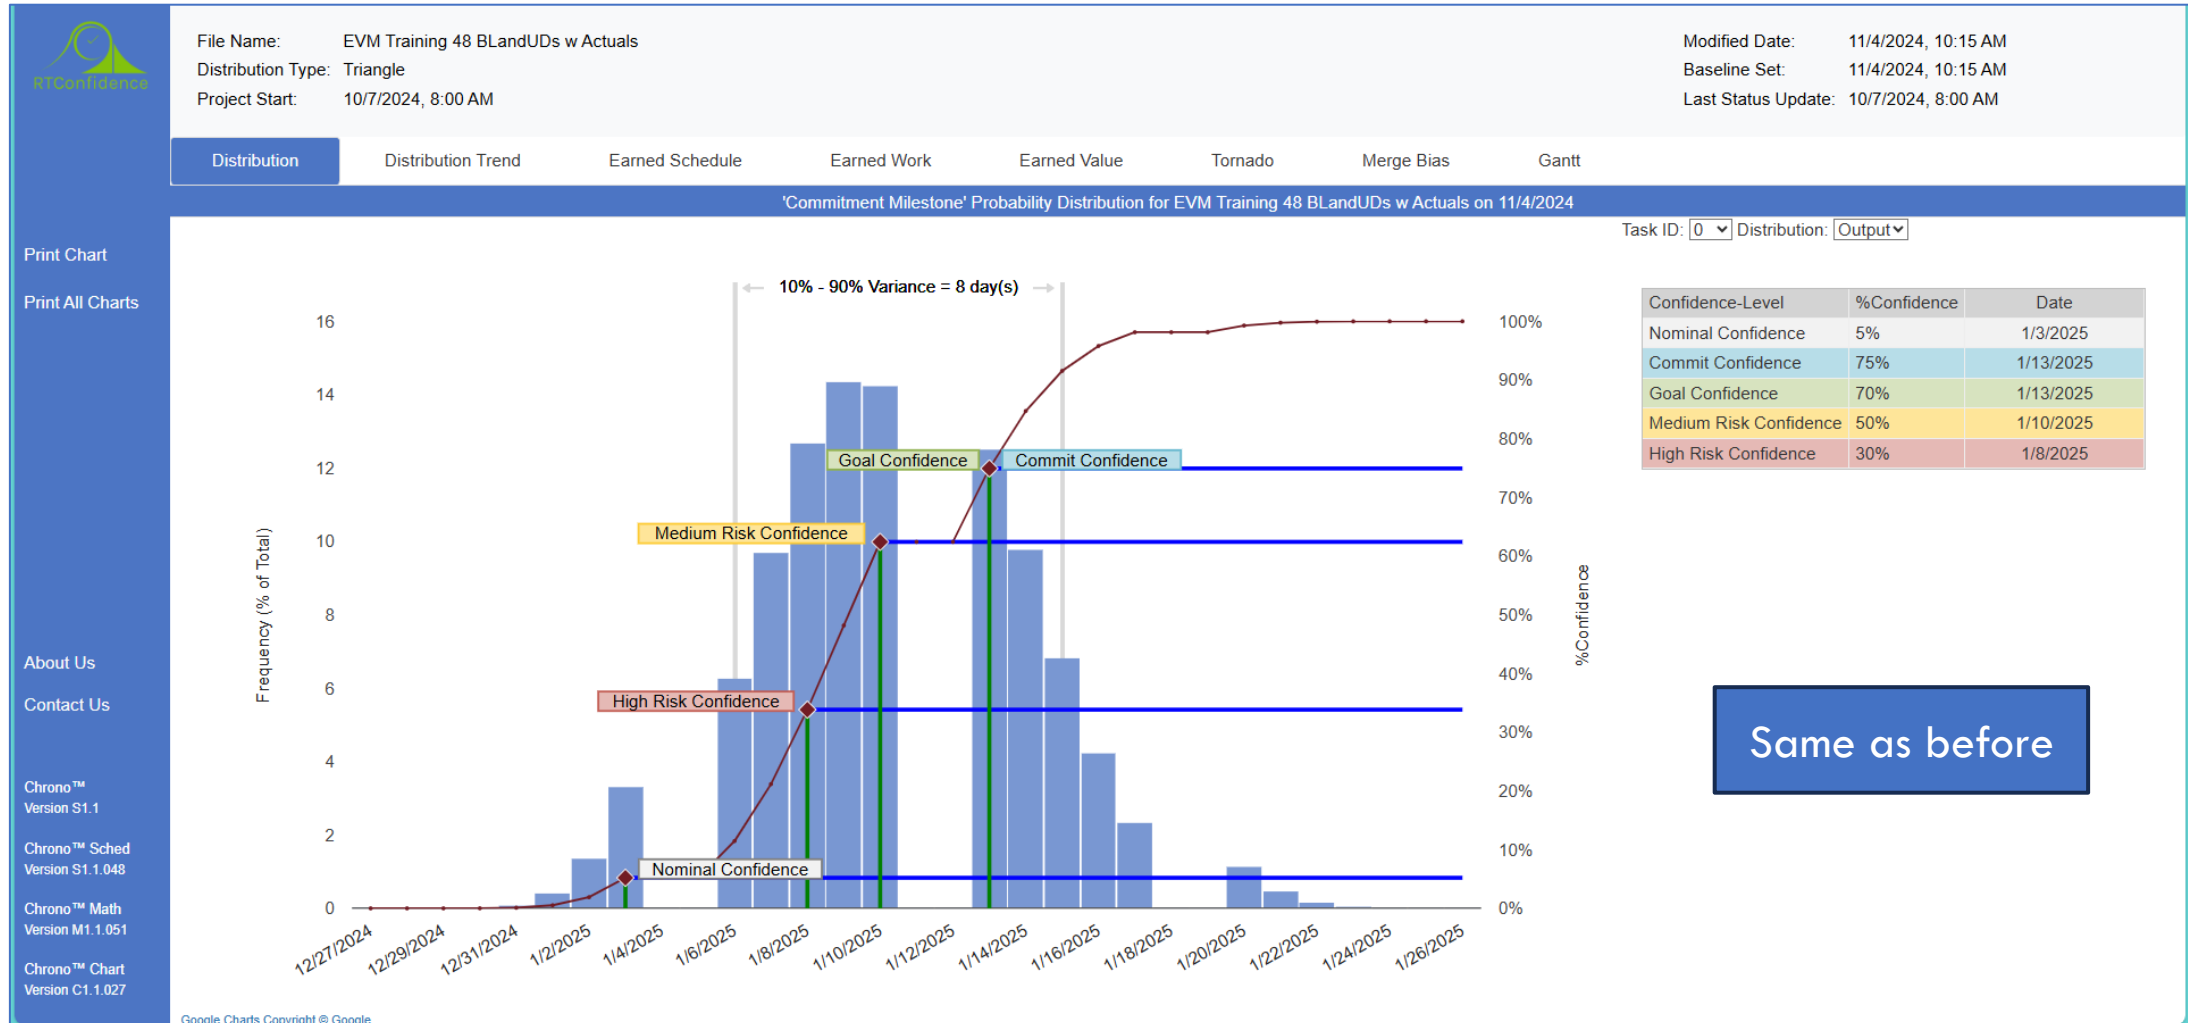 RTConfidence
File Name: EVM Training 48 BLandUDs w Actuals
Distribution Type: Triangle
Project Start: 10/7/2024, 8:00 AM
Modified Date: 11/4/2024, 10:15 AM
Baseline Set: 11/4/2024, 10:15 AM
Last Status Update: 10/7/2024, 8:00 AM
Distribution Distribution Trend Earned Schedule Earned Work Earned Value Tornado Merge Bias Gantt
'Commitment Milestone' Probability Distribution for EVM Training 48 BLandUDs w Actuals on 11/4/2024
Task ID: 0 Distribution: Output
Print Chart
Print All Charts
About Us
Contact Us
Chrono™
Version S1.1
Chrono™ Sched
Version S1.1.048
Chrono™ Math
Version M1.1.051
Chrono™ Chart
Version C1.1.027
10% - 90% Variance = 8 day(s)
Frequency (% of Total)
16
14
12
10
8
6
4
2
0
Goal Confidence
Commit Confidence
Medium Risk Confidence
High Risk Confidence
Nominal Confidence
100%
90%
80%
70%
60%
50%
40%
30%
20%
10%
0%
%Confidence
12/27/2024
12/29/2024
12/31/2024
1/2/2025
1/4/2025
1/6/2025
1/8/2025
1/10/2025
1/12/2025
1/14/2025
1/16/2025
1/18/2025
1/20/2025
1/22/2025
1/24/2025
1/26/2025
Confidence-Level %Confidence Date
Nominal Confidence 5% 1/3/2025
Commit Confidence 75% 1/13/2025
Goal Confidence 70% 1/13/2025
Medium Risk Confidence 50% 1/10/2025
High Risk Confidence 30% 1/8/2025
Same as before
Google Charts Copyright © Google